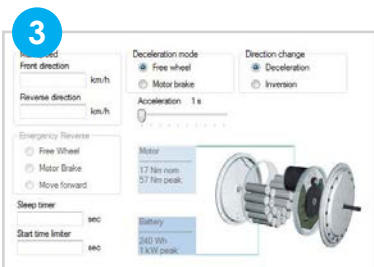 3
Front direction
km/h
Reverse direction
km/h
Deceleration mode
Free wheel
Motor brake
Acceleration 1 s
Direction change
Deceleration
Inversion
Emergency Reverse
Free Wheel
Motor Brake
Move forward
Sleep timer
sec
Start time limiter
sec
Motor
17 Nm nom
57 Nm peak
Battery
240 Wh
1 kW peak